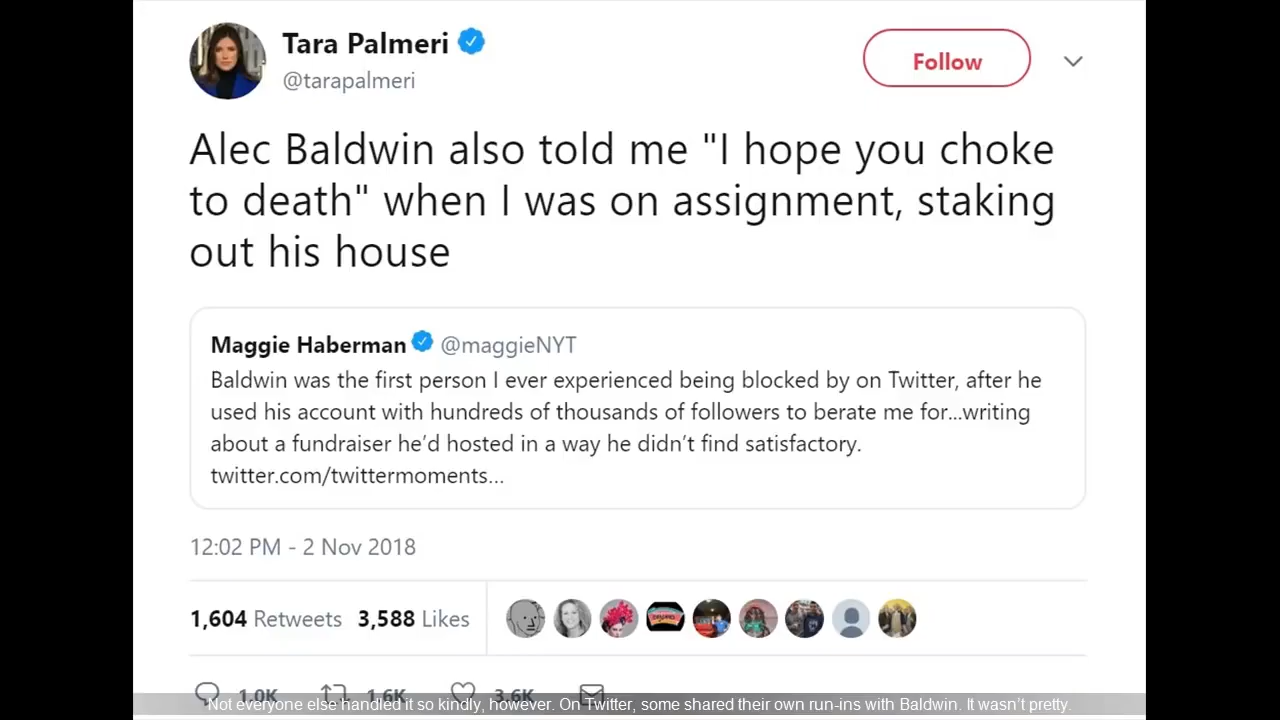 Tara Palmeri
@tarapalmeri
Follow
Alec Baldwin also told me "I hope you choke
to death" when I was on assignment, staking
out his house
Maggie Haberman @maggieNYT
Baldwin was the first person I ever experienced being blocked by on Twitter, after he
used his account with hundreds of thousands of followers to berate me for...writing
about a fundraiser he’d hosted in a way he didn’t find satisfactory.
twitter.com/twittermoments...
12:02 PM - 2 Nov 2018
1,604 Retweets 3,588 Likes
1.0K 1.6K 3.6K
Not everyone else handled it so kindly, however. On Twitter, some shared their own run-ins with Baldwin. It wasn't pretty.